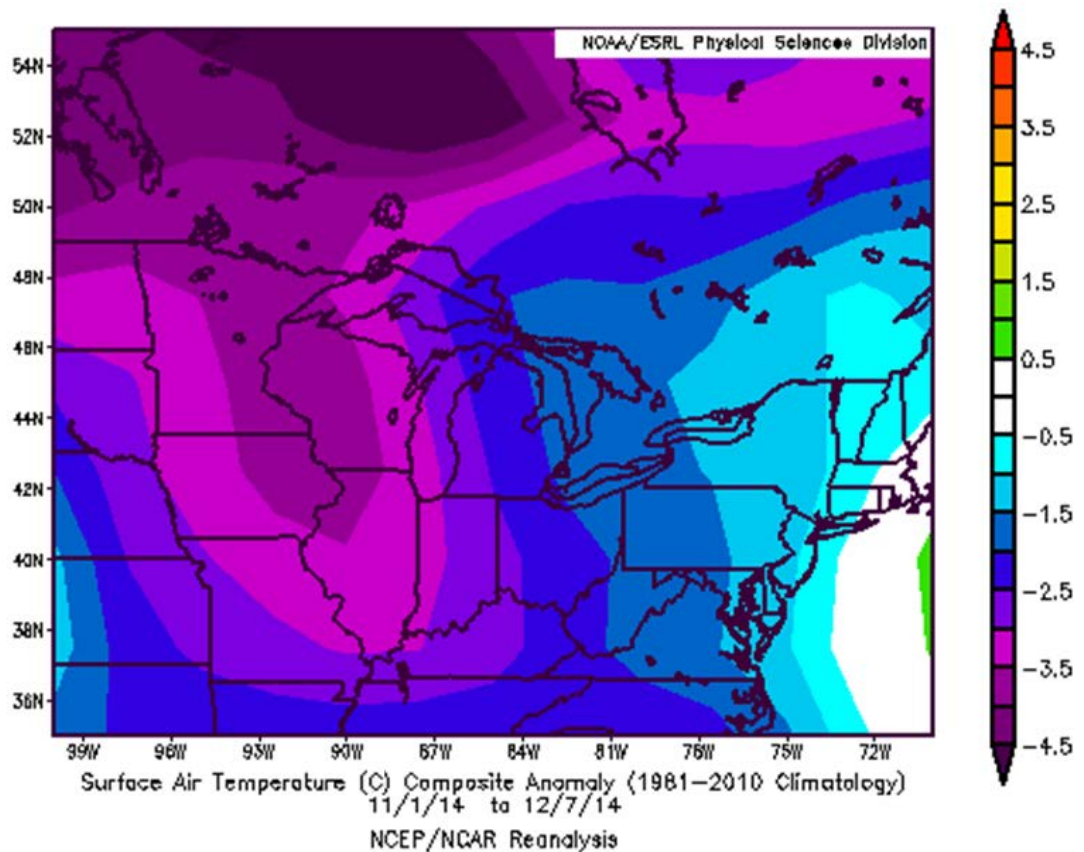 NOAA/ESRL Physical Sciences Division
54N
52N
50N
48N
48N
44N
42N
40N
38N
36N
99W
96W
93W
90W
87W
84W
81W
78W
75W
72W
4.5
3.5
2.5
1.5
0.5
-0.5
-1.5
-2.5
-3.5
-4.5
Surface Air Temperature (C) Composite Anomaly (1981-2010 Climatology)
11/1/14 to 12/7/14
NCEP/NCAR Reanalysis